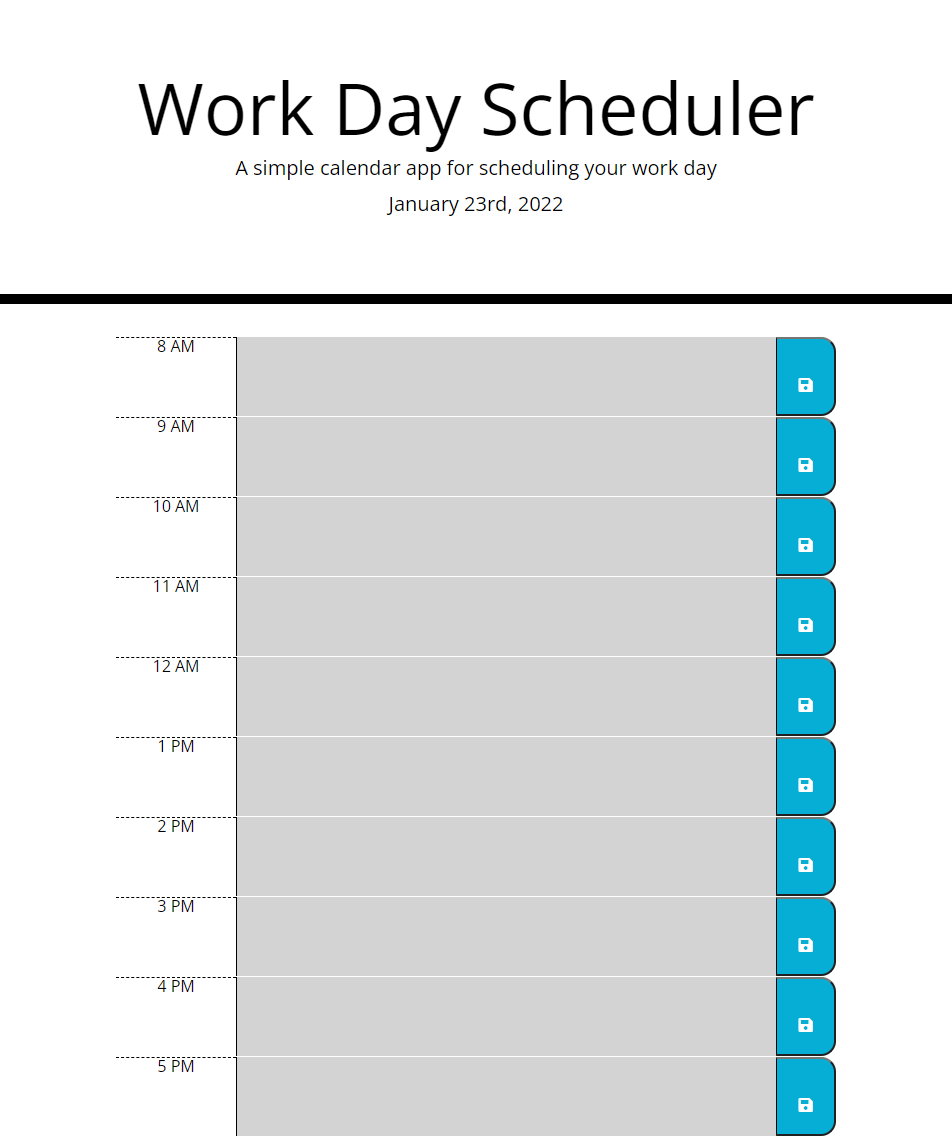 Work Day Scheduler
A simple calendar app for scheduling your work day
January 23rd, 2022
8 AM
9 AM
10 AM
11 AM
12 AM
1 PM
2 PM
3 PM
4 PM
5 PM